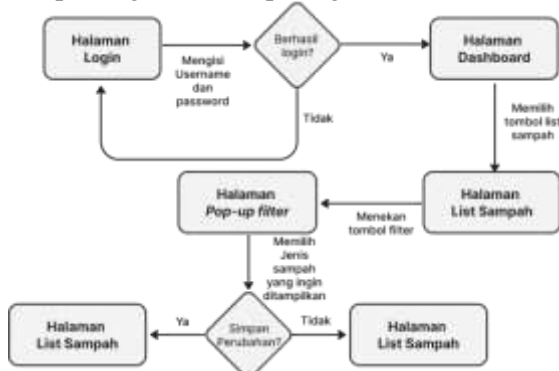 Halaman
Login
Mengisi
Username
dan
password
Berhasil
login?
Ya
Tidak
Halaman
Dashboard
Memilih
tombol list
sampah
Halaman
List Sampah
Menekan
tombol filter
Halaman
Pop-up filter
Memilih
Jenis
sampah
yang ingin
ditampilkan
Simpan
Perubahan?
Ya
Tidak
Halaman
List Sampah
Halaman
List Sampah